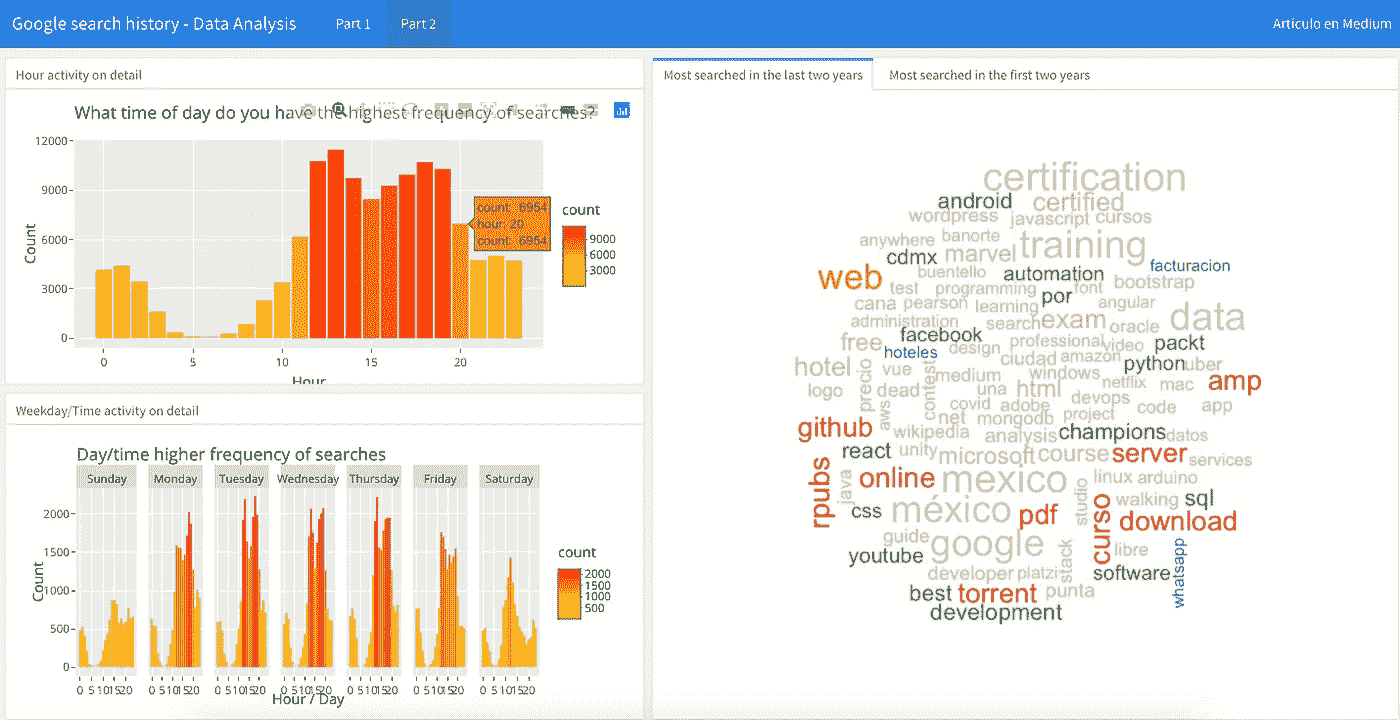 Google search history - Data Analysis
Part 1
Part 2
Artículo en Medium
Hour activity on detail
What time of day do you have the highest frequency of searches?
12000
9000
6000
3000
0
Count
0 5 10 15 20
Hour
count: 6954
hour: 20
count: 6954
count
9000
6000
3000
Weekday/Time activity on detail
Day/time higher frequency of searches
Sunday Monday Tuesday Wednesday Thursday Friday Saturday
2000
1500
1000
500
0
Count
0 5 10 15 20 0 5 10 15 20 0 5 10 15 20 0 5 10 15 20 0 5 10 15 20 0 5 10 15 20 0 5 10 15 20
Hour / Day
count
2000
1500
1000
500
Most searched in the last two years
Most searched in the first two years
certification
android certified
wordpress javascript cursos
anywhere banorte training
cdmx marvel
web buentello automation facturacion
test programming font bootstrap
cana pearson learning por angular
administration search exam oracle data
facebook
free professional video packt
hoteles design ciudad amazon
hotel vue medium windows python uber
logo precio dead contest una html netflix mac amp
aws covid adobe devops code app
github net mongodb project
wikipedia analysis champions datos
react unity microsoft course server services
rpubs java online mexico linux arduino
css méxico pdf studio curso walking sql
download
guide google
youtube stack libre
developer platzi software whatsapp
best torrent punta
development